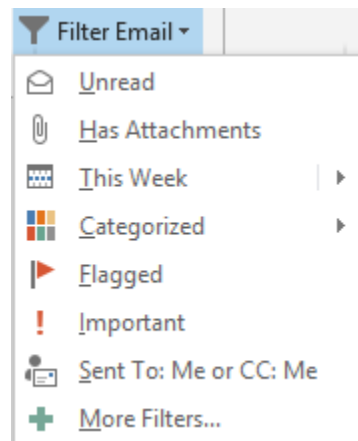 Filter Email
Unread
Has Attachments
This Week
Categorized
Flagged
Important
Sent To: Me or CC: Me
More Filters...